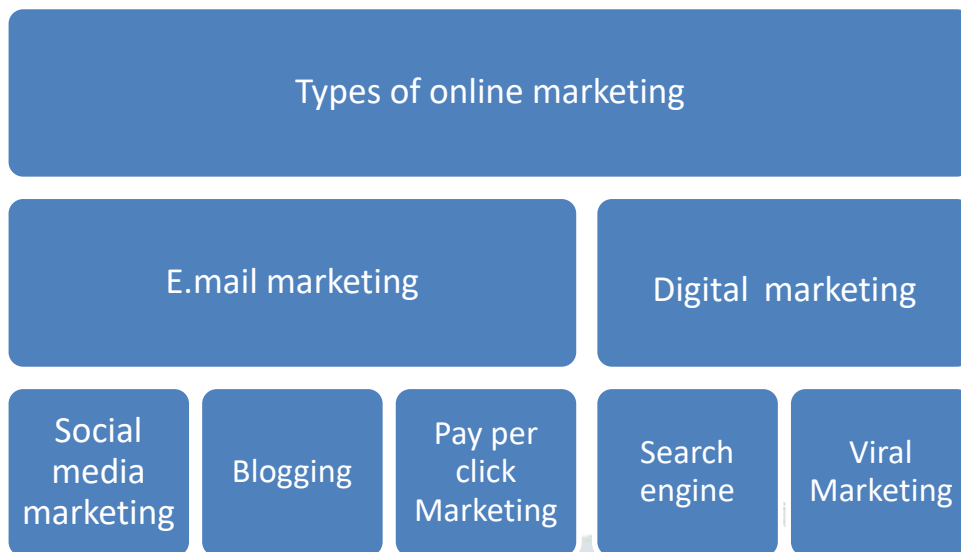 Types of online marketing
E.mail marketing
Digital marketing
Social
media
marketing
Blogging
Pay per
click
Marketing
Search
engine
Viral
Marketing